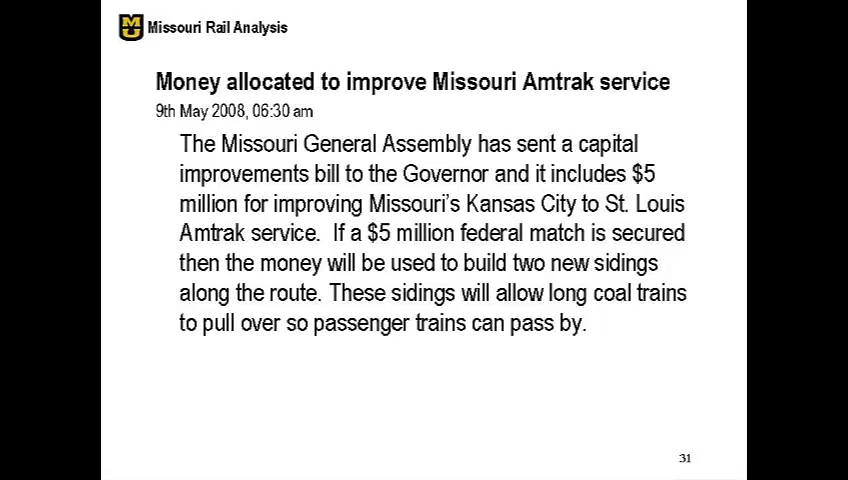 MU Missouri Rail Analysis
Money allocated to improve Missouri Amtrak service
9th May 2008, 06:30 am
The Missouri General Assembly has sent a capital
improvements bill to the Governor and it includes $5
million for improving Missouri’s Kansas City to St. Louis
Amtrak service.  If a $5 million federal match is secured
then the money will be used to build two new sidings
along the route. These sidings will allow long coal trains
to pull over so passenger trains can pass by.
31